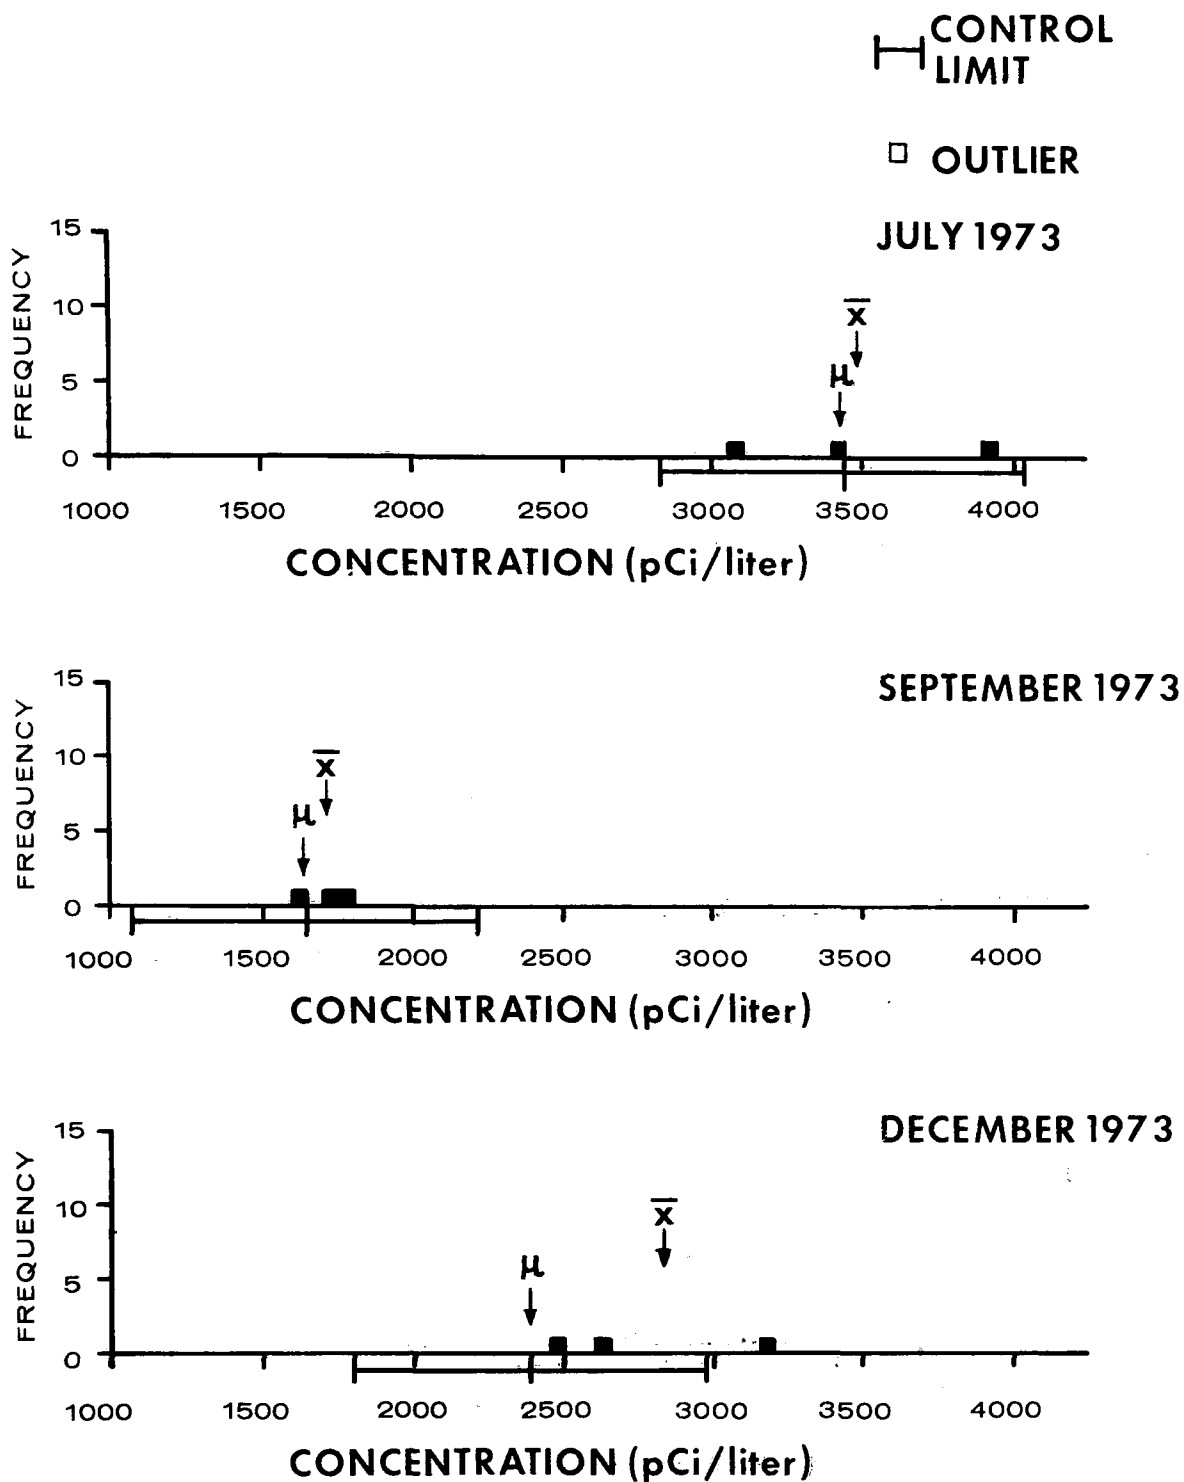 CONTROL
LIMIT
OUTLIER
JULY 1973
FREQUENCY
15
10
5
0
x̅
μ
1000 1500 2000 2500 3000 3500 4000
CONCENTRATION (pCi/liter)
SEPTEMBER 1973
FREQUENCY
15
10
5
0
x̅
μ
1000 1500 2000 2500 3000 3500 4000
CONCENTRATION (pCi/liter)
DECEMBER 1973
FREQUENCY
15
10
5
0
x̅
μ
1000 1500 2000 2500 3000 3500 4000
CONCENTRATION (pCi/liter)